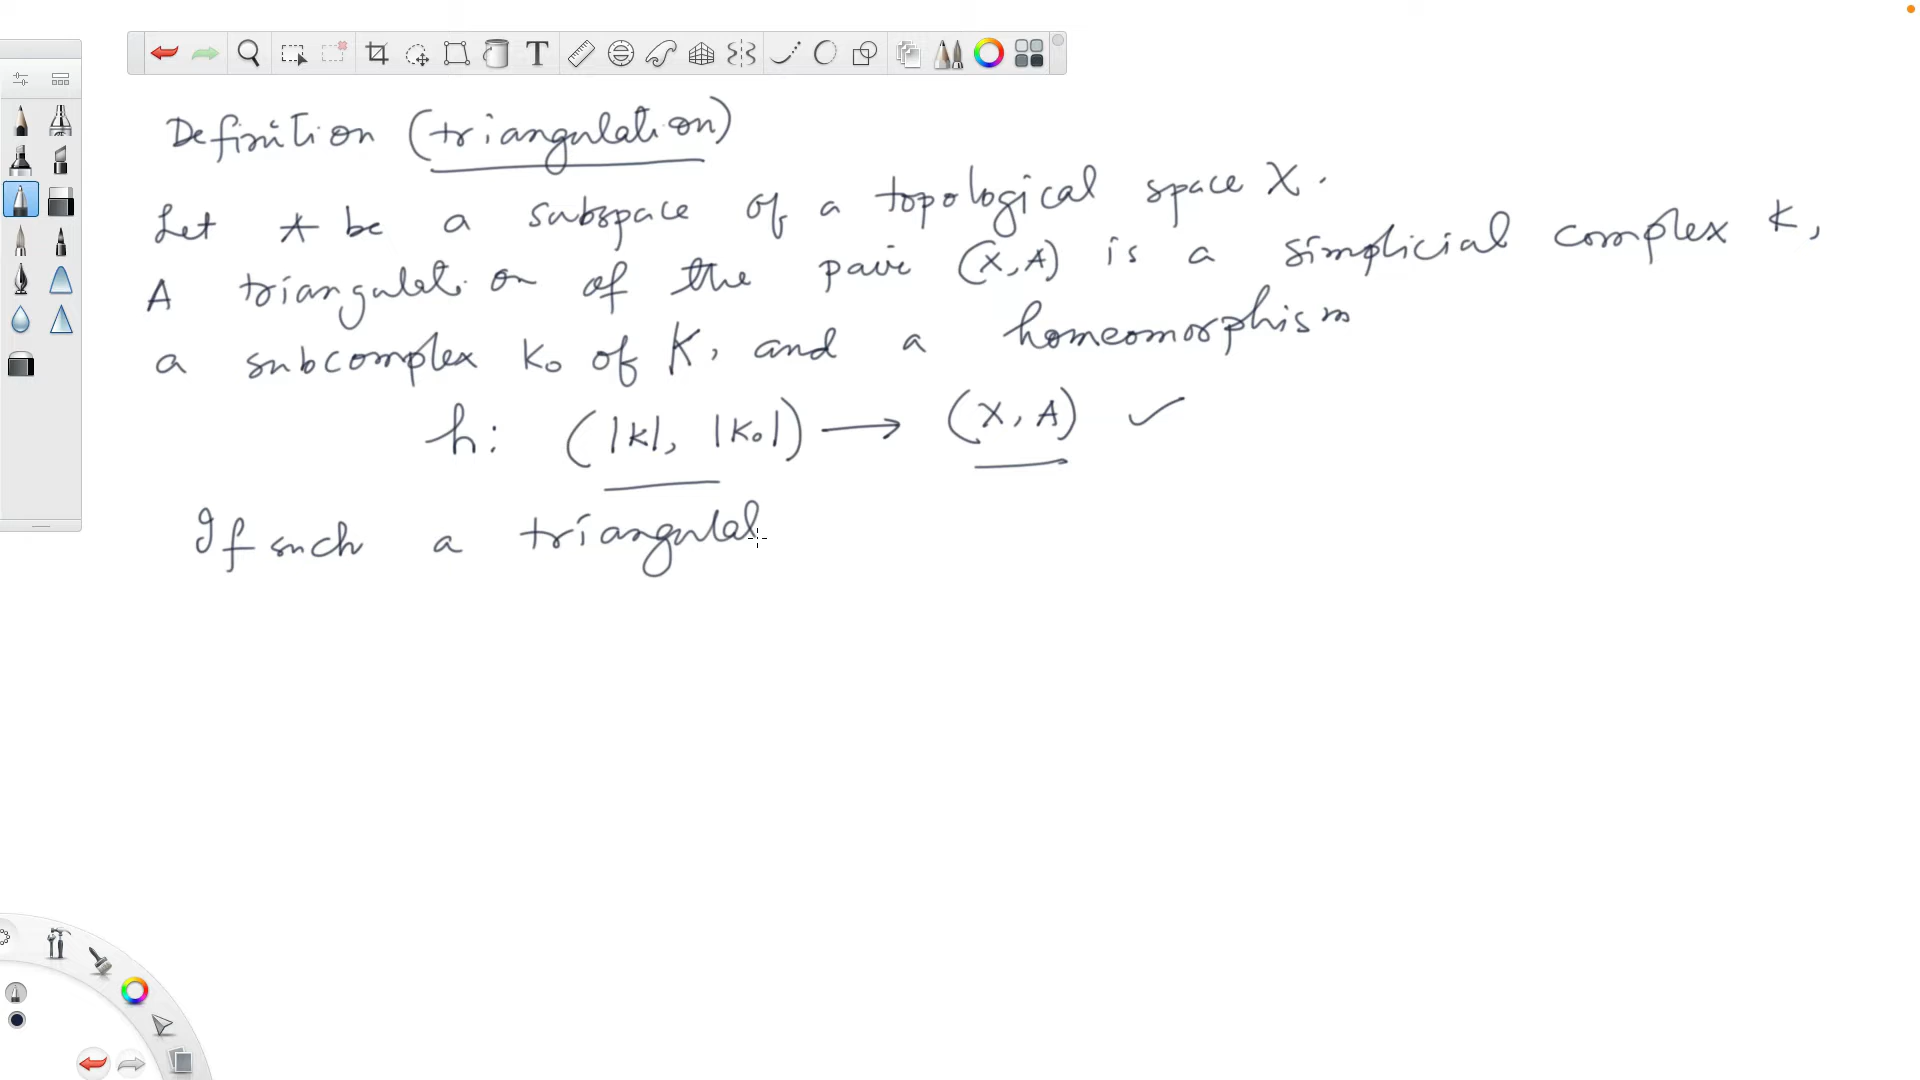 Definition (triangulation)
Let A be a subspace of a topological space X.
A triangulation of the pair (X, A) is a simplicial complex K,
a subcomplex K₀ of K, and a homeomorphism
h: (|K|, |K₀|) → (X, A) ✓
If such a triangulat